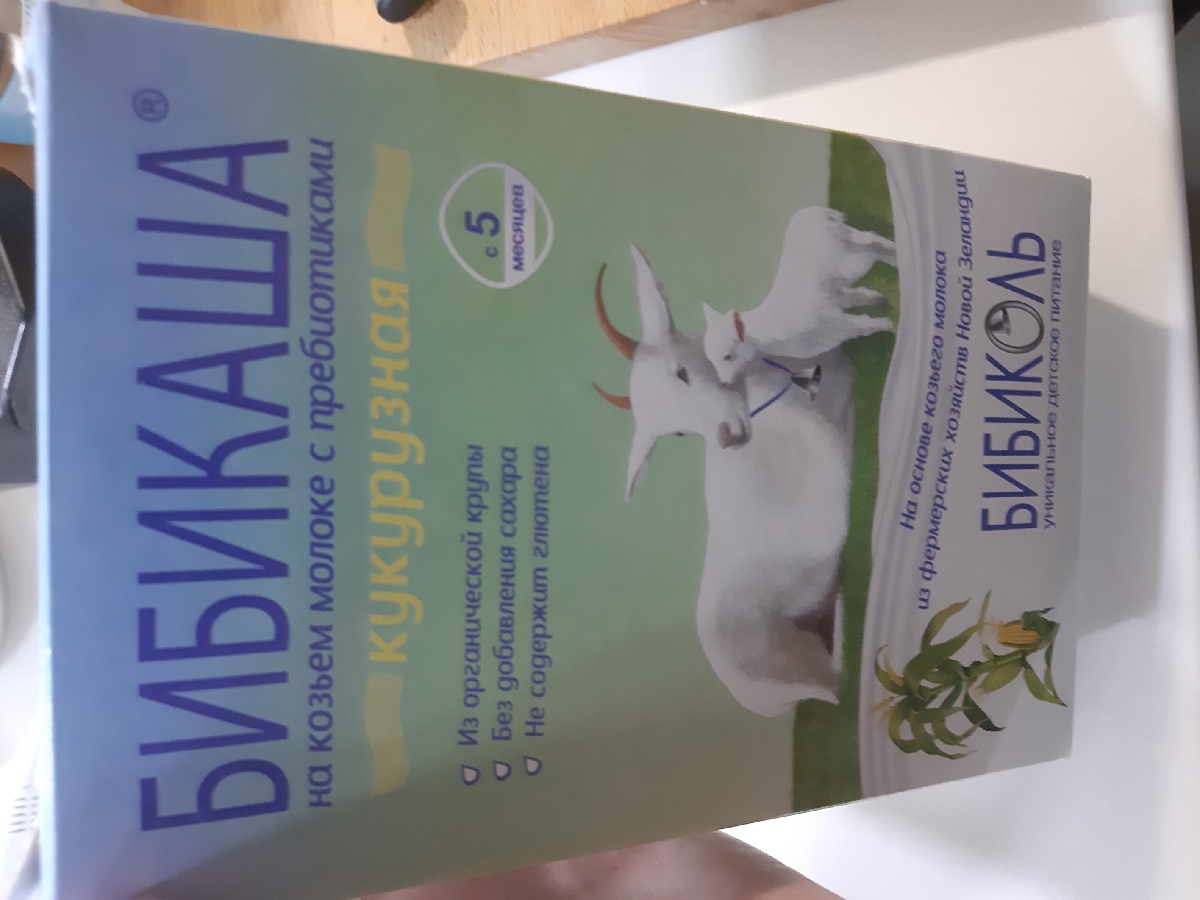 БИБИКАША®
на козьем молоке с пребиотиками
кукурузная
с 5
месяцев
Из органической крупы
Без добавления сахара
Не содержит глютена
На основе козьего молока
из фермерских хозяйств Новой Зеландии
БИБИКОЛЬ
уникальное детское питание